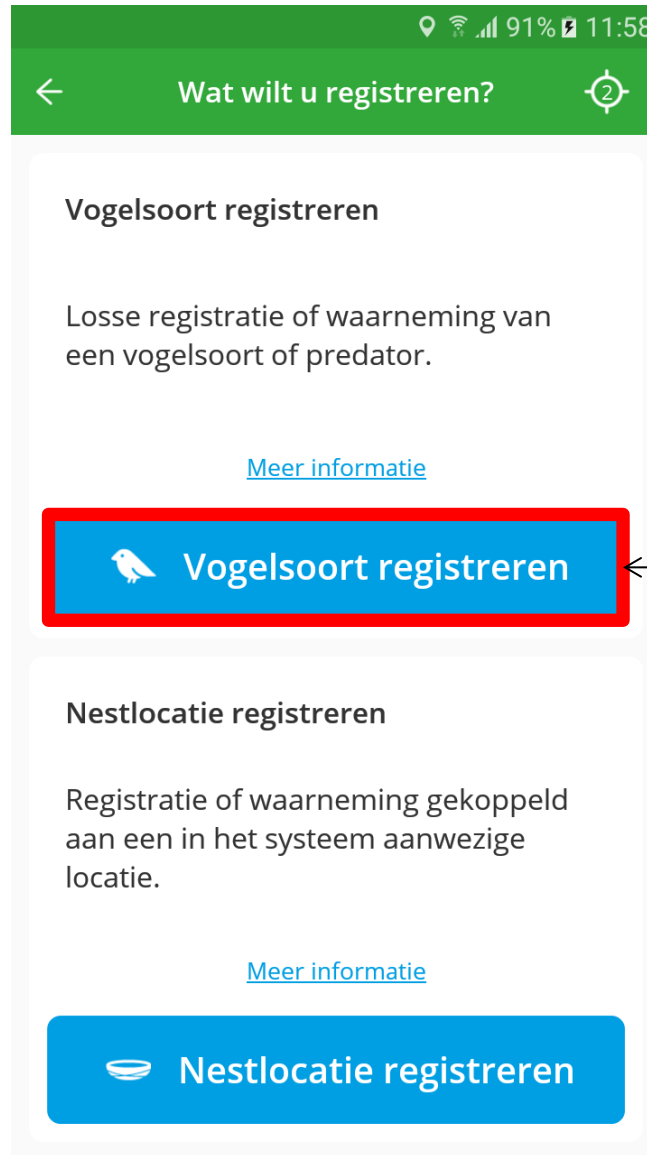 91% 11:58
Wat wilt u registreren?
2
Vogelsoort registreren
Losse registratie of waarneming van
een vogelsoort of predator.
Meer informatie
Vogelsoort registreren
Nestlocatie registreren
Registratie of waarneming gekoppeld
aan een in het systeem aanwezige
locatie.
Meer informatie
Nestlocatie registreren